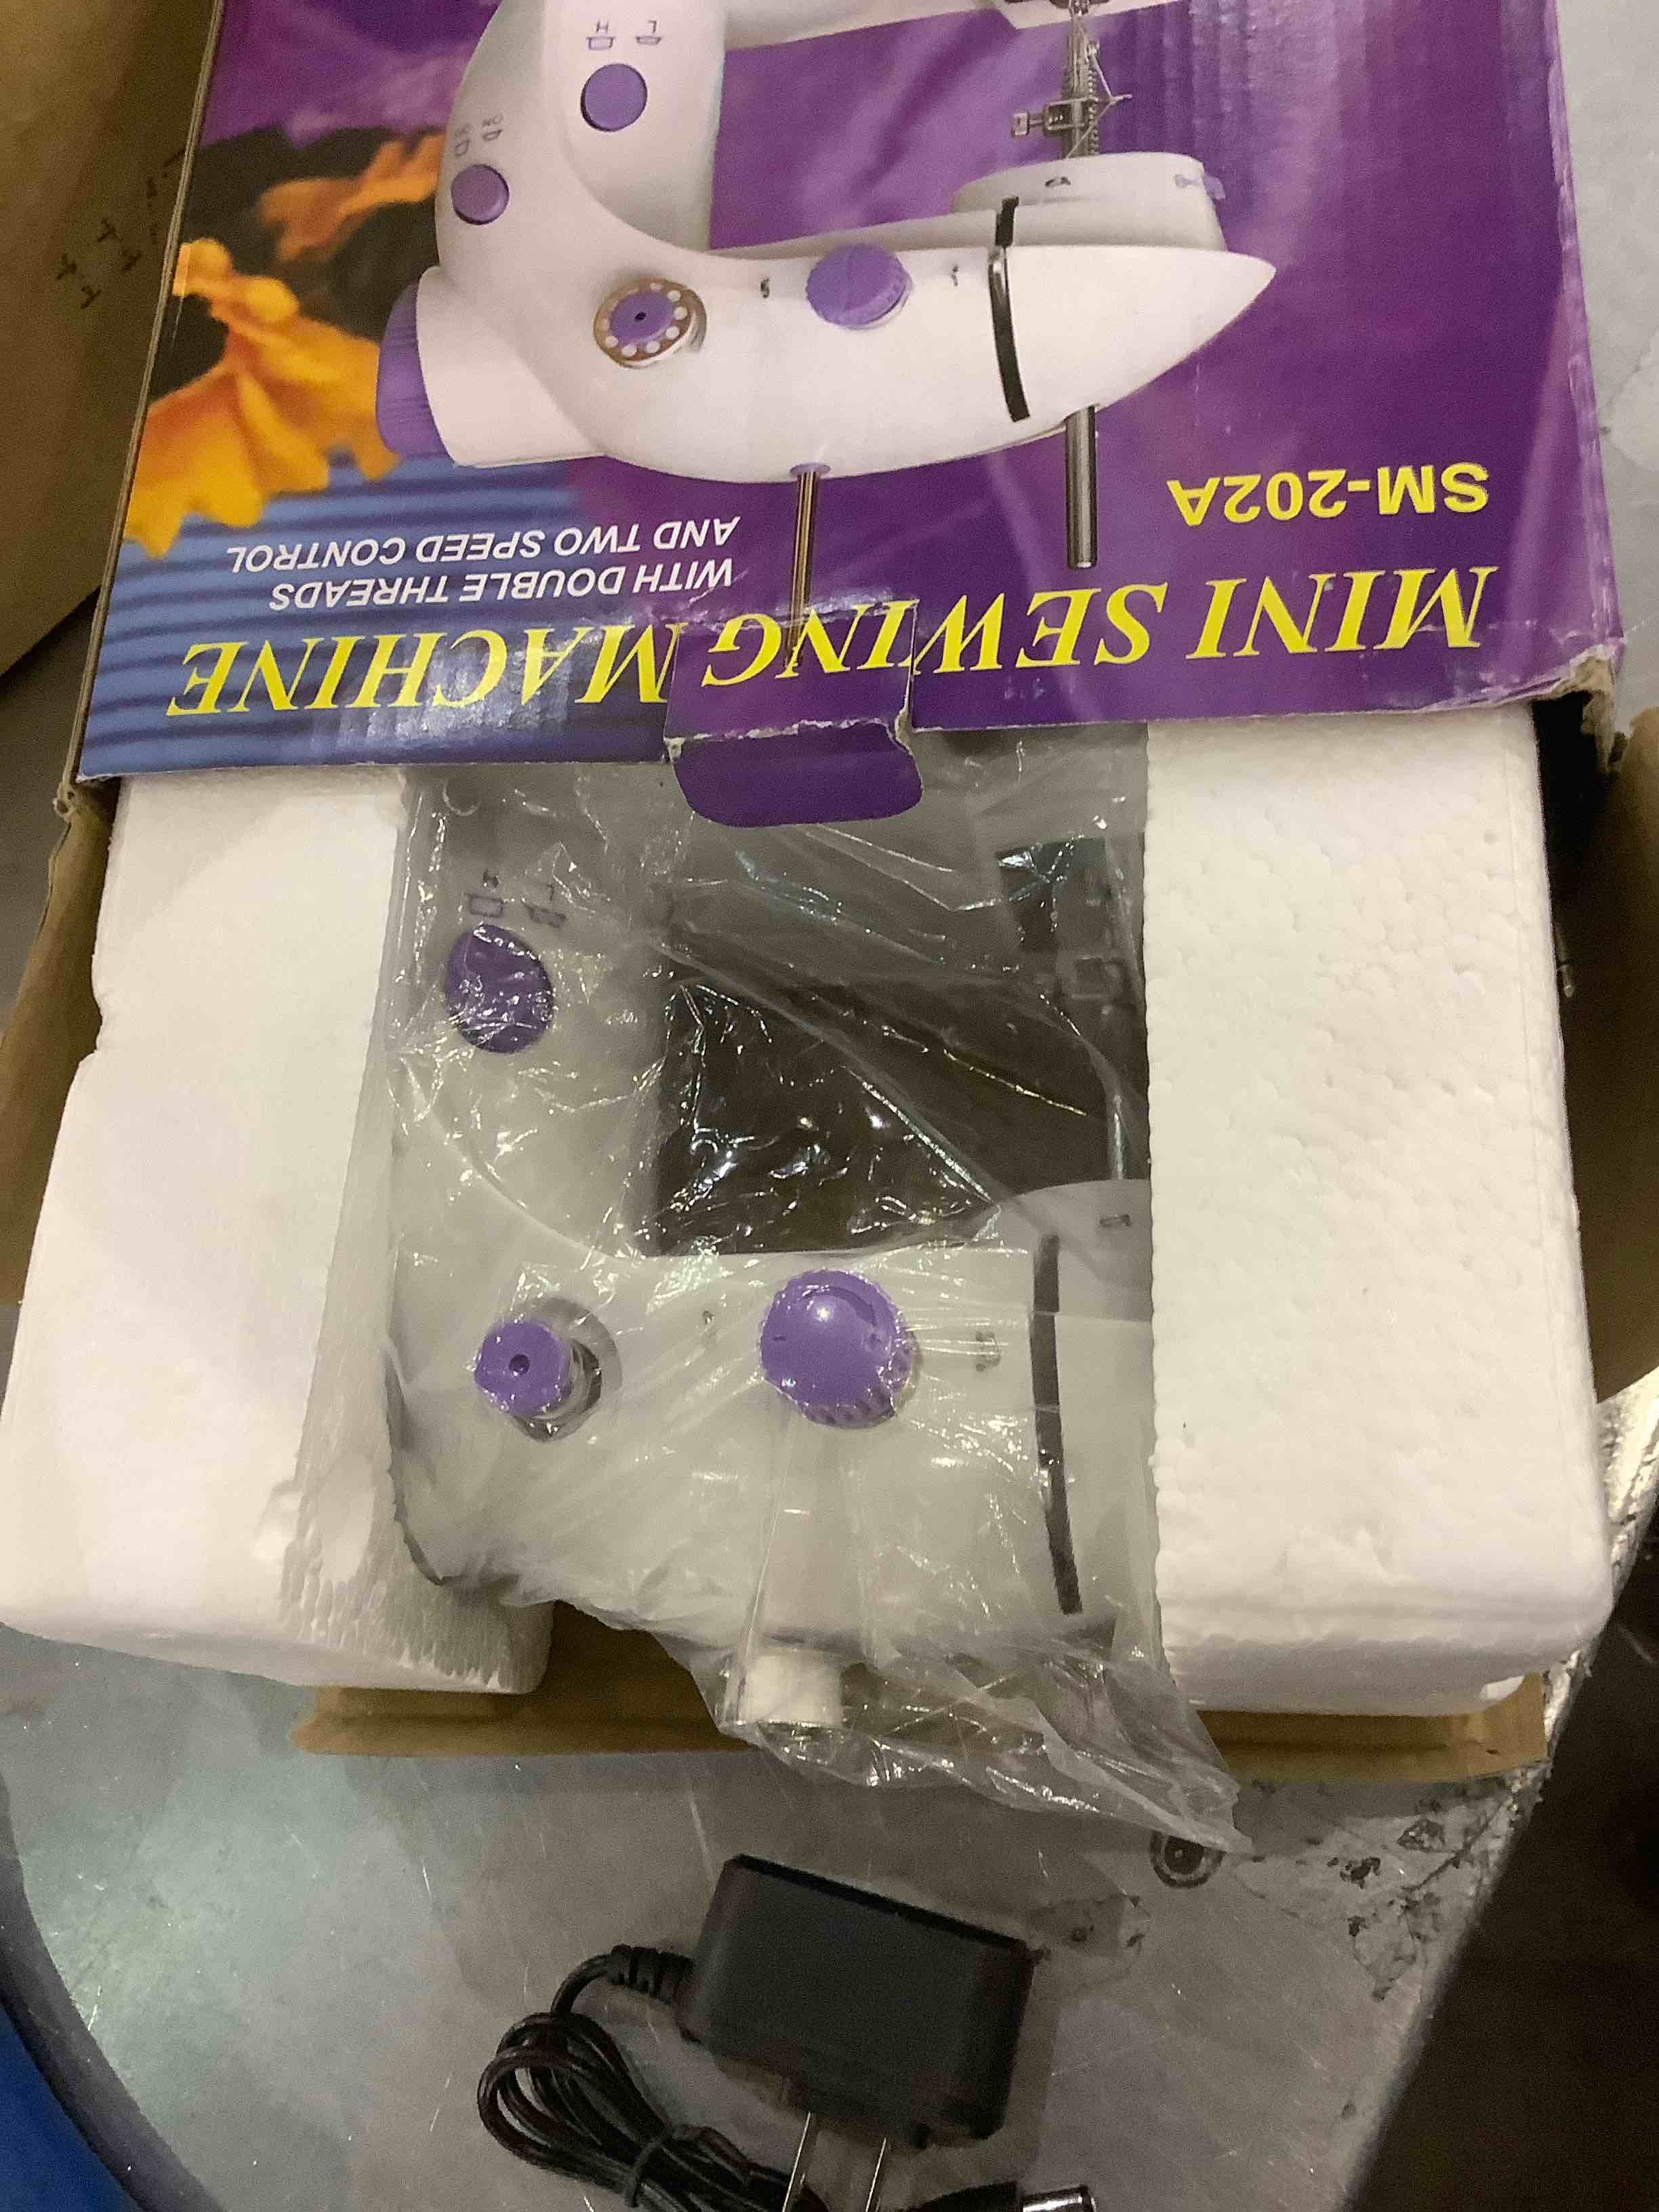 MINI SEWING MACHINE
WITH DOUBLE THREADS
AND TWO SPEED CONTROL
SM-202A
H L
H L